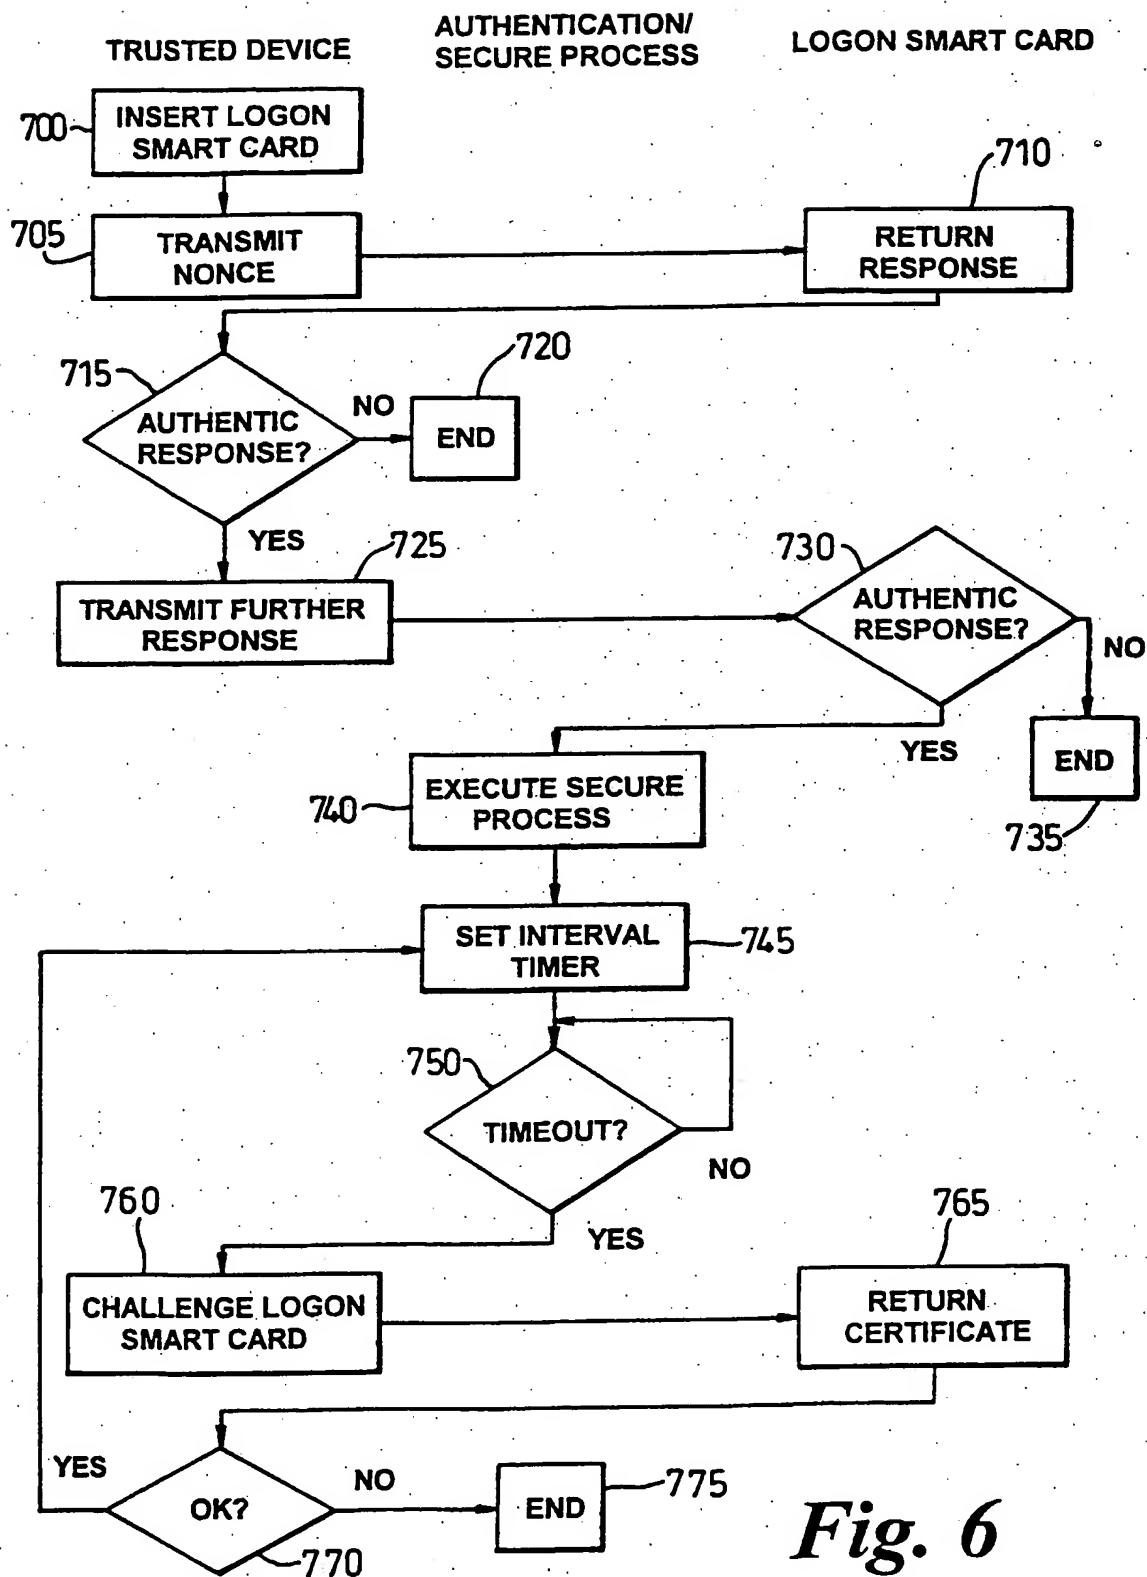 TRUSTED DEVICE
AUTHENTICATION/
SECURE PROCESS
LOGON SMART CARD
700
INSERT LOGON
SMART CARD
705
TRANSMIT
NONCE
710
RETURN
RESPONSE
715
AUTHENTIC
RESPONSE?
NO
720
END
YES
725
TRANSMIT FURTHER
RESPONSE
730
AUTHENTIC
RESPONSE?
NO
YES
END
735
740
EXECUTE SECURE
PROCESS
SET INTERVAL
TIMER
745
750
TIMEOUT?
NO
YES
760
CHALLENGE LOGON
SMART CARD
765
RETURN
CERTIFICATE
YES
OK?
NO
770
END
775
Fig. 6